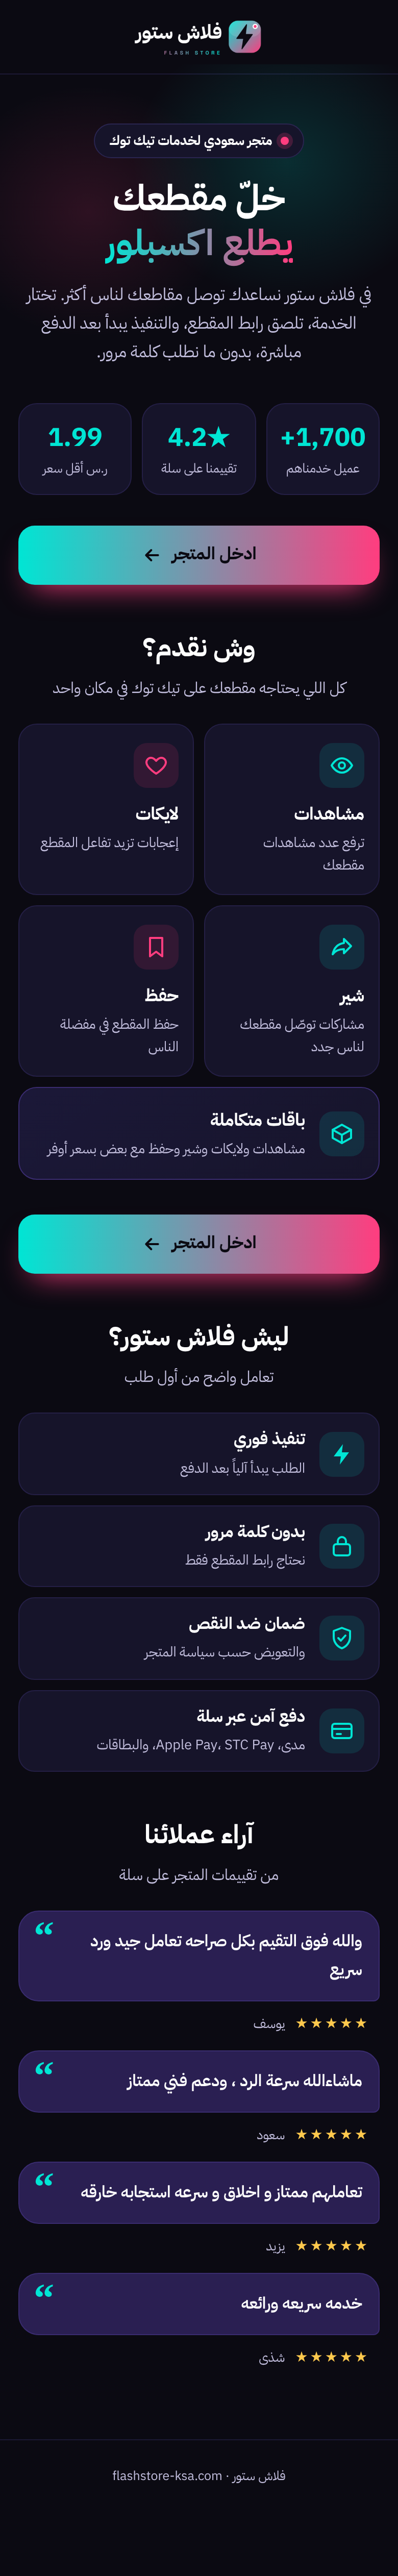 فلاش ستور
FLASH STORE
متجر سعودي لخدمات تيك توك
خلّ مقطعك
يطلع اكسبلور
في فلاش ستور نساعدك توصل مقاطعك لناس أكثر. تختار
الخدمة، تلصق رابط المقطع، والتنفيذ يبدأ بعد الدفع
مباشرة، بدون ما نطلب كلمة مرور.
+1,700
عميل خدمناهم
4.2★
تقييمنا على سلة
1.99
ر.س أقل سعر
ادخل المتجر ←
وش نقدم؟
كل اللي يحتاجه مقطعك على تيك توك في مكان واحد
مشاهدات
ترفع عدد مشاهدات
مقطعك
لايكات
إعجابات تزيد تفاعل المقطع
شير
مشاركات توصّل مقطعك
لناس جدد
حفظ
حفظ المقطع في مفضلة
الناس
باقات متكاملة
مشاهدات ولايكات وشير وحفظ مع بعض بسعر أوفر
ادخل المتجر ←
ليش فلاش ستور؟
تعامل واضح من أول طلب
تنفيذ فوري
الطلب يبدأ آلياً بعد الدفع
بدون كلمة مرور
نحتاج رابط المقطع فقط
ضمان ضد النقص
والتعويض حسب سياسة المتجر
دفع آمن عبر سلة
مدى، Apple Pay، STC Pay، والبطاقات
آراء عملائنا
من تقييمات المتجر على سلة
والله فوق التقيم بكل صراحه تعامل جيد ورد
سريع
★★★★★ يوسف
ماشاءالله سرعة الرد ، ودعم فني ممتاز
★★★★★ سعود
تعاملهم ممتاز و اخلاق و سرعه استجابه خارقه
★★★★★ يزيد
خدمه سريعه ورائعه
★★★★★ شذى
فلاش ستور · flashstore-ksa.com